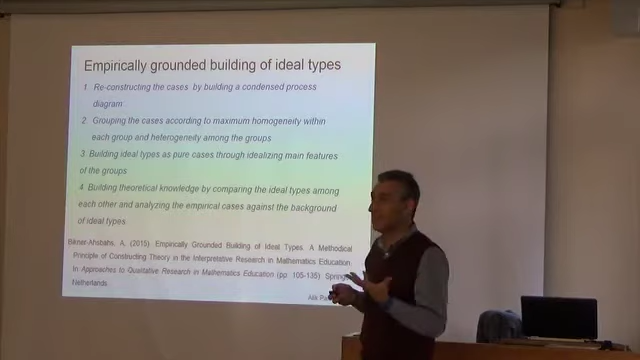 Empirically grounded building of ideal types
1. Re-constructing the cases by building a condensed process
diagram
2. Grouping the cases according to maximum homogeneity within
each group and heterogeneity among the groups
3. Building ideal types as pure cases through idealizing main features
of the groups
4. Building theoretical knowledge by comparing the ideal types among
each other and analyzing the empirical cases against the background
of ideal types.
Bikner-Ahsbahs, A. (2015). Empirically Grounded Building of Ideal Types. A Methodical
Principle of Constructing Theory in the Interpretative Research in Mathematics Education.
In Approaches to Qualitative Research in Mathematics Education (pp. 105-135). Spring
Netherlands.